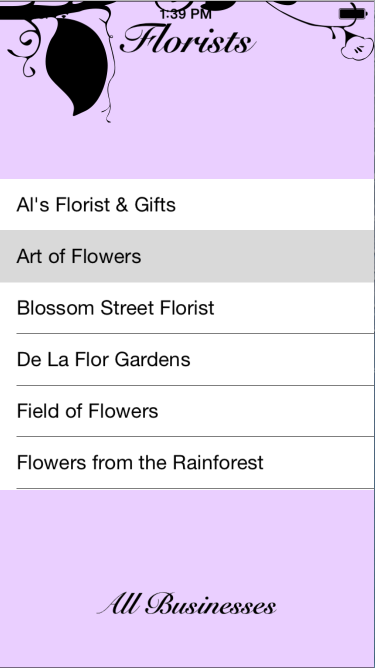 1:39 PM
Florists
Al's Florist & Gifts
Art of Flowers
Blossom Street Florist
De La Flor Gardens
Field of Flowers
Flowers from the Rainforest
All Businesses